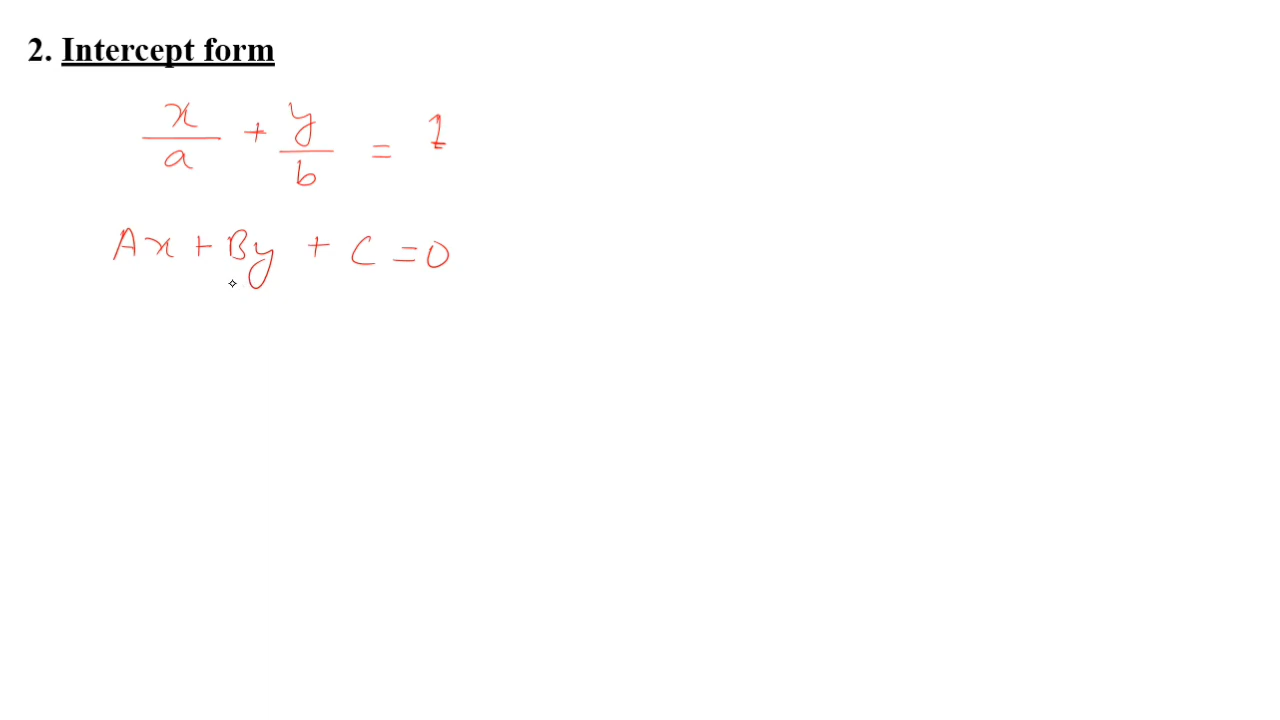 2. Intercept form
x/a + y/b = 1
Ax + By + C = 0